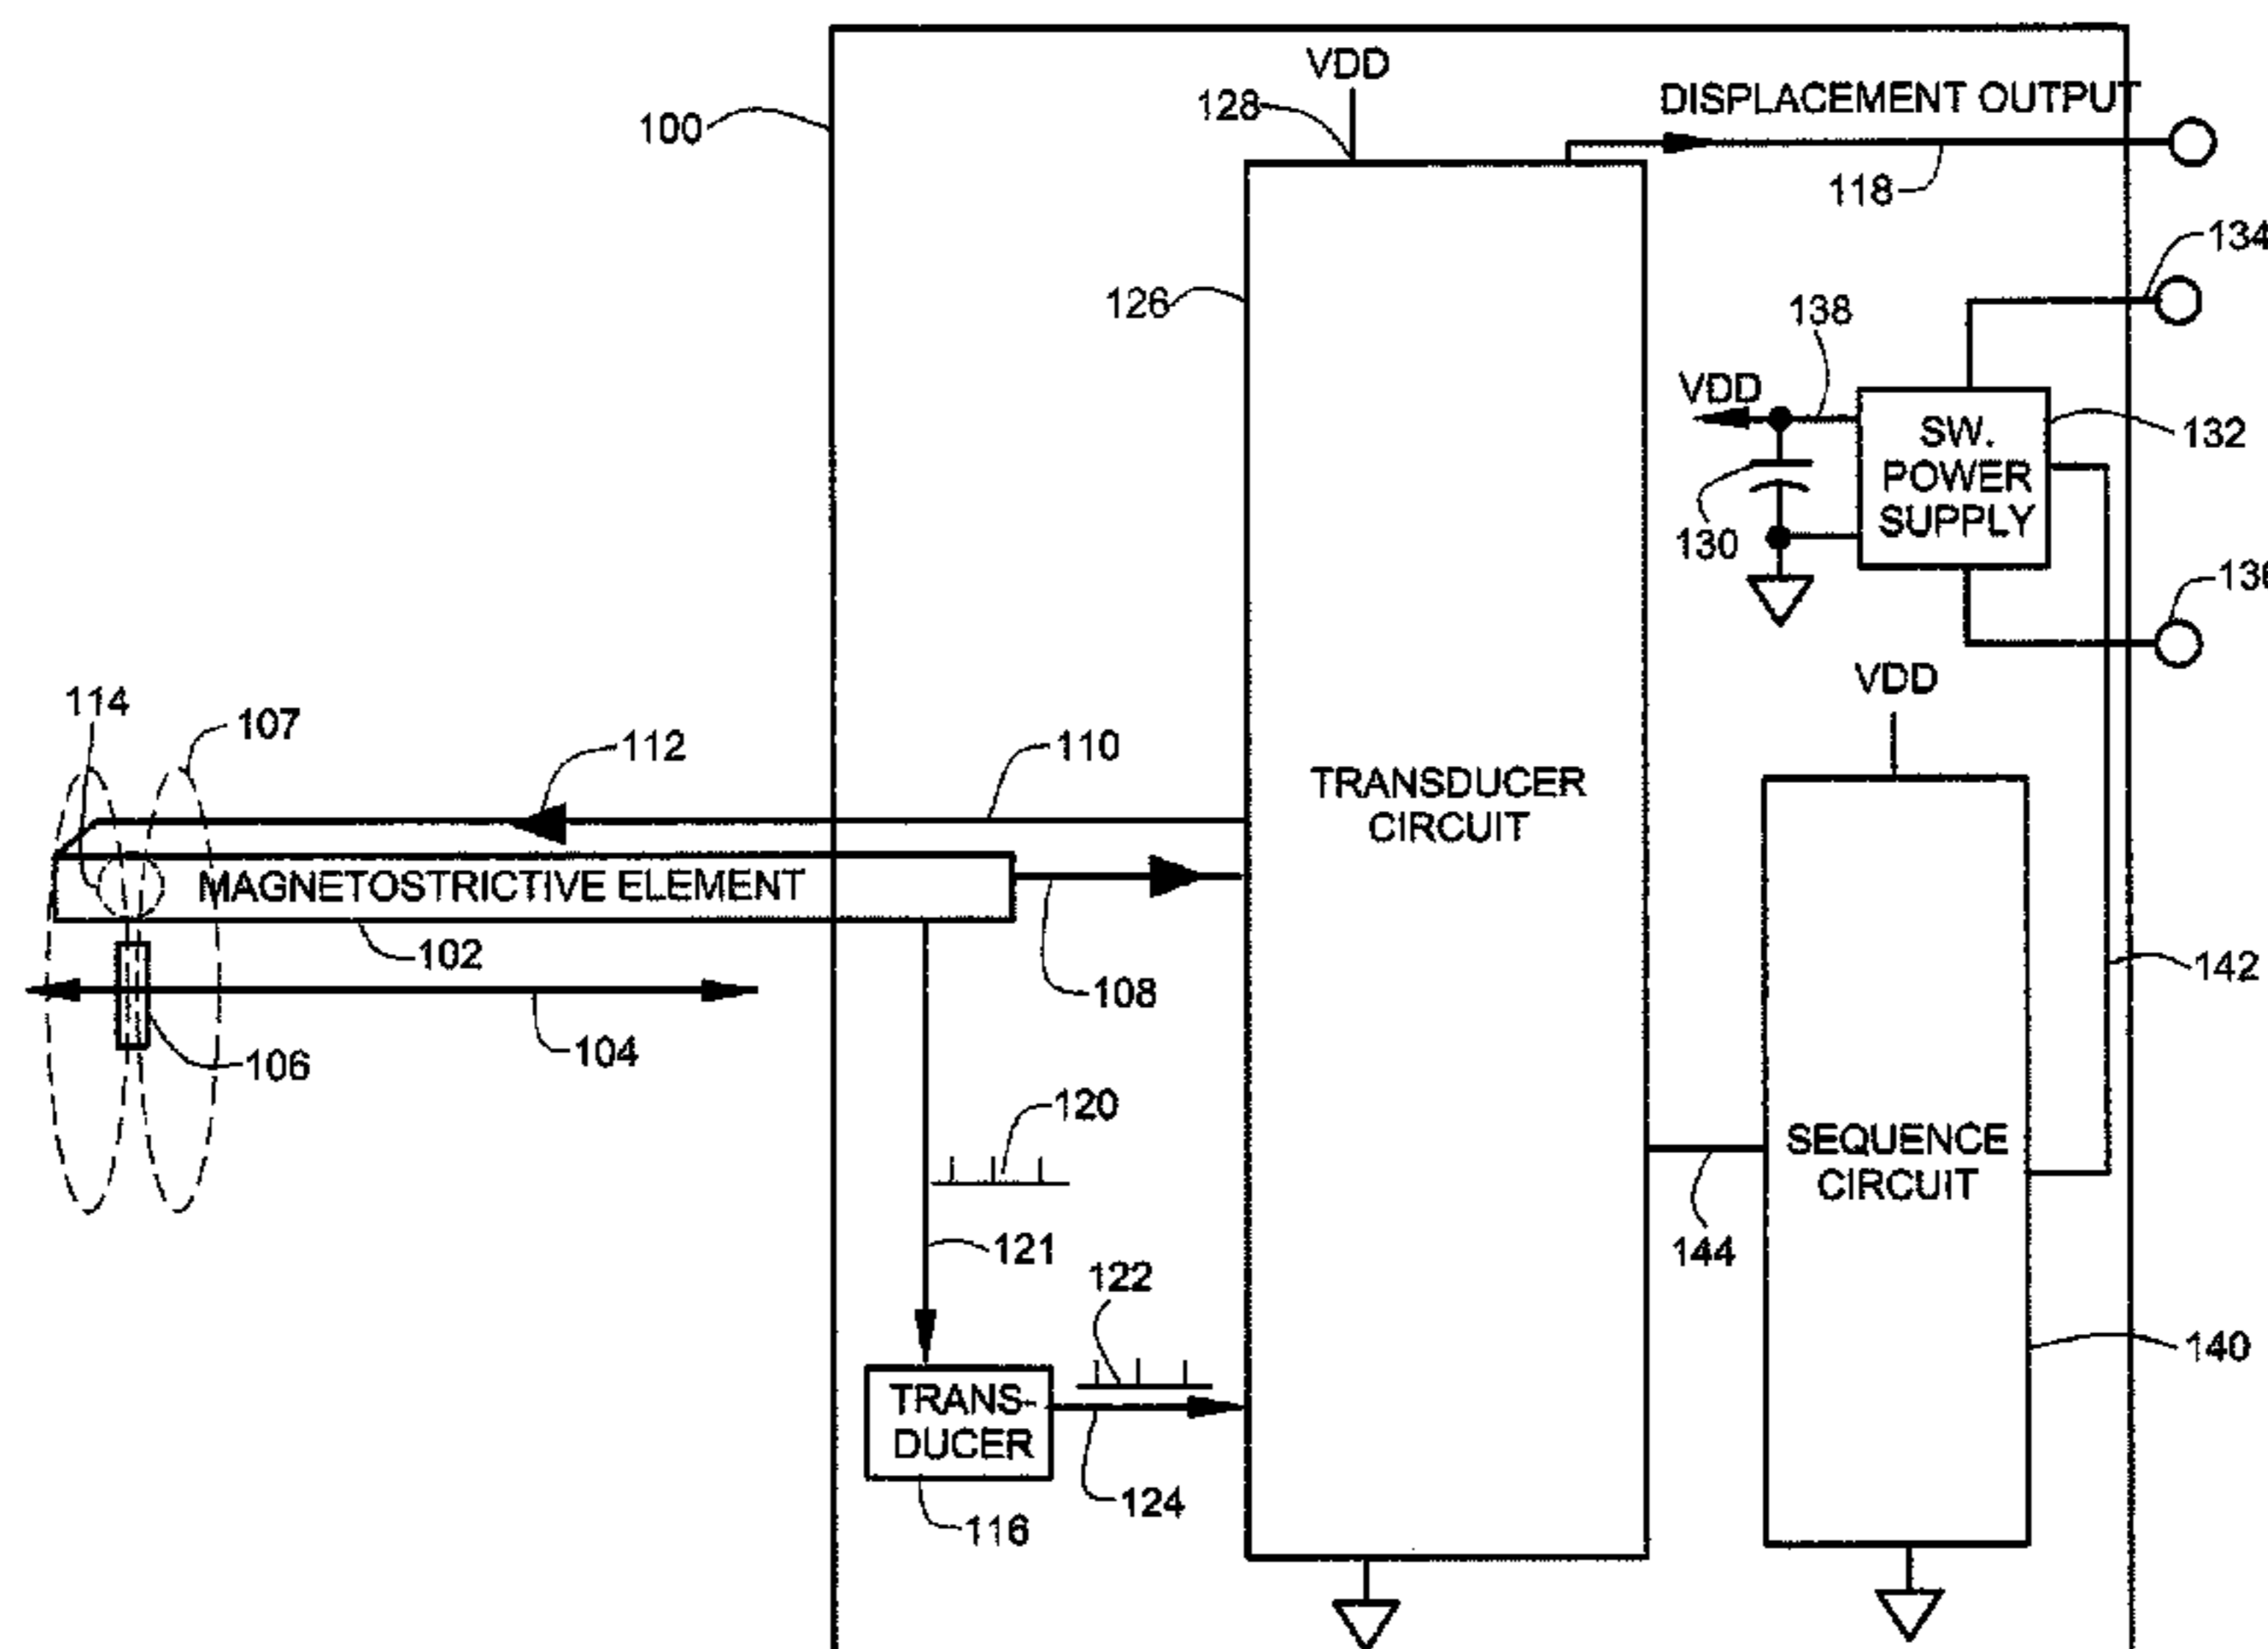 VDD
DISPLACEMENT OUTPUT
128
100
118
134
126
138
VDD
SW.
POWER
SUPPLY
132
130
136
VDD
114
107
112
110
TRANSDUCER
CIRCUIT
MAGNETOSTRICTIVE ELEMENT
102
108
142
104
106
120
SEQUENCE
CIRCUIT
121
144
122
140
TRANS-
DUCER
124
116